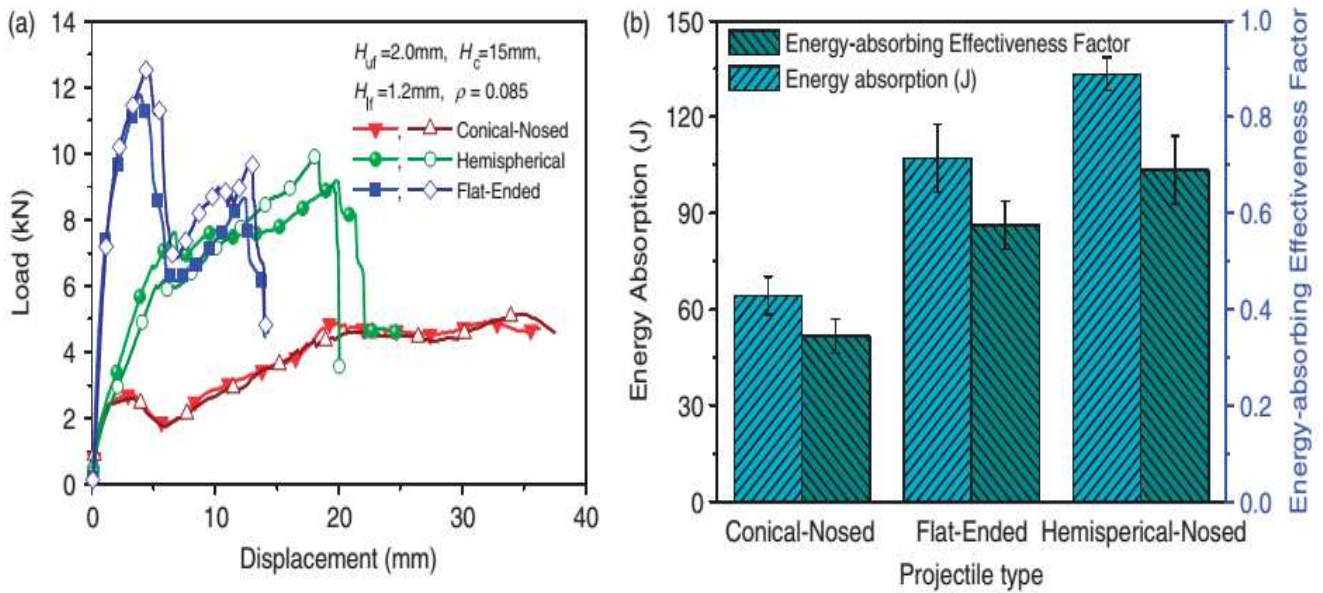 (a)
14
12
10
8
6
4
2
0
Load (kN)
H_uf =2.0mm, H_c=15mm,
H_lf =1.2mm, ρ = 0.085
Conical-Nosed
Hemispherical
Flat-Ended
0 10 20 30 40
Displacement (mm)
(b)
150
120
90
60
30
0
Energy Absorption (J)
Energy-absorbing Effectiveness Factor
Energy absorption (J)
1.0
0.8
0.6
0.4
0.2
0.0
Energy-absorbing Effectiveness Factor
Conical-Nosed Flat-Ended Hemisperical-Nosed
Projectile type